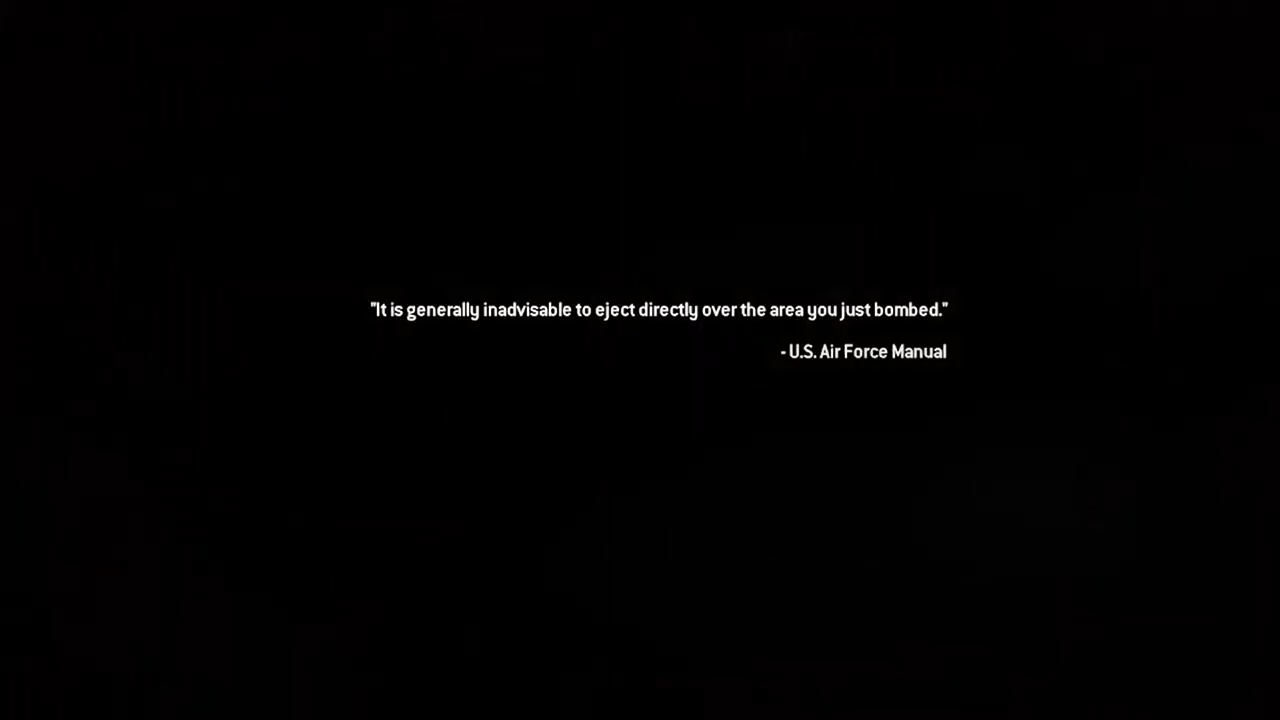 "It is generally inadvisable to eject directly over the area you just bombed."
- U.S. Air Force Manual